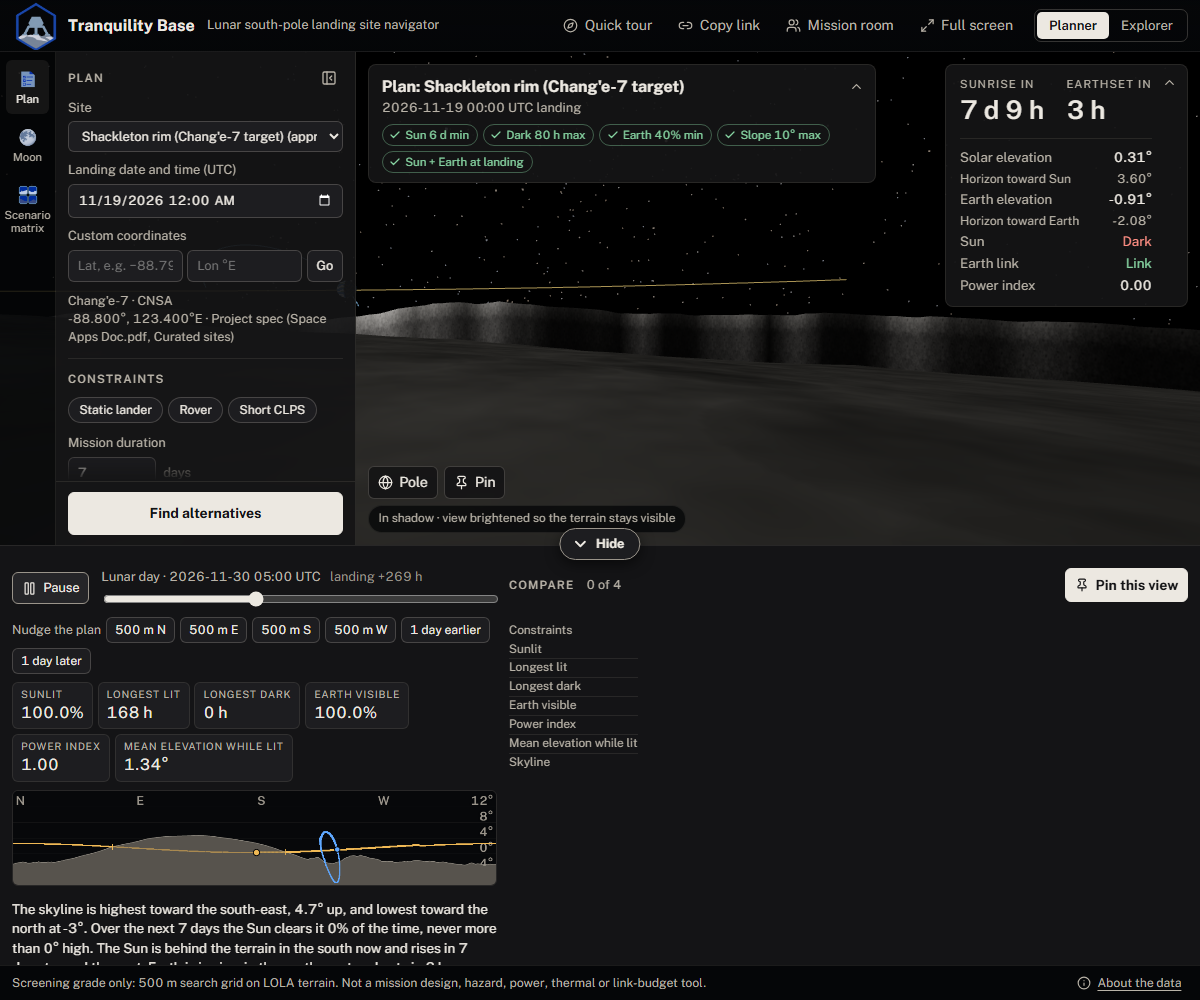 Tranquility Base
Lunar south-pole landing site navigator
Quick tour
Copy link
Mission room
Full screen
Planner
Explorer
Plan
Moon
Scenario
matrix
PLAN
Site
Shackleton rim (Chang'e-7 target) (appr
Landing date and time (UTC)
11/19/2026 12:00 AM
Custom coordinates
Lat, e.g. −88.79
Lon °E
Go
Chang'e-7 · CNSA
-88.800°, 123.400°E · Project spec (Space
Apps Doc.pdf, Curated sites)
CONSTRAINTS
Static lander
Rover
Short CLPS
Mission duration
7
days
Find alternatives
Plan: Shackleton rim (Chang'e-7 target)
2026-11-19 00:00 UTC landing
Sun 6 d min
Dark 80 h max
Earth 40% min
Slope 10° max
Sun + Earth at landing
SUNRISE IN
7 d 9 h
EARTHSET IN
3 h
Solar elevation 0.31°
Horizon toward Sun 3.60°
Earth elevation -0.91°
Horizon toward Earth -2.08°
Sun Dark
Earth link Link
Power index 0.00
Pole
Pin
In shadow · view brightened so the terrain stays visible
Hide
Pause
Lunar day · 2026-11-30 05:00 UTC landing +269 h
Nudge the plan
500 m N
500 m E
500 m S
500 m W
1 day earlier
1 day later
SUNLIT
100.0%
LONGEST LIT
168 h
LONGEST DARK
0 h
EARTH VISIBLE
100.0%
POWER INDEX
1.00
MEAN ELEVATION WHILE LIT
1.34°
N
E
S
W
12°
8°
4°
0°
The skyline is highest toward the south-east, 4.7° up, and lowest toward the
north at -3°. Over the next 7 days the Sun clears it 0% of the time, never more
than 0° high. The Sun is behind the terrain in the south now and rises in 7
COMPARE 0 of 4
Pin this view
Constraints
Sunlit
Longest lit
Longest dark
Earth visible
Power index
Mean elevation while lit
Skyline
Screening grade only: 500 m search grid on LOLA terrain. Not a mission design, hazard, power, thermal or link-budget tool.
About the data